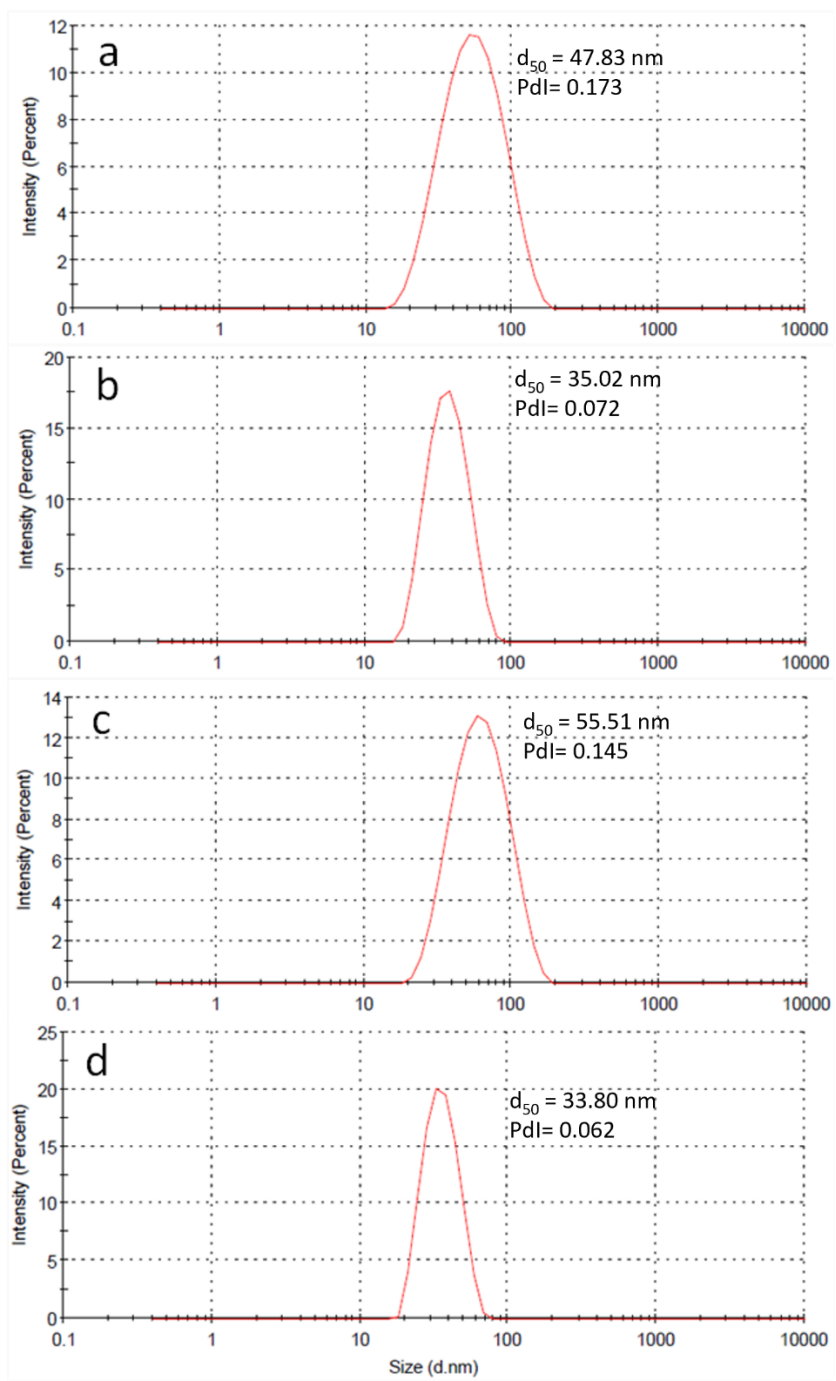 a
d50 = 47.83 nm
PdI= 0.173
Intensity (Percent)
12
10
8
6
4
2
0
0.1 1 10 100 1000 10000
b
d50 = 35.02 nm
PdI= 0.072
Intensity (Percent)
20
15
10
5
0
0.1 1 10 100 1000 10000
c
d50 = 55.51 nm
PdI= 0.145
Intensity (Percent)
14
12
10
8
6
4
2
0
0.1 1 10 100 1000 10000
d
d50 = 33.80 nm
PdI= 0.062
Intensity (Percent)
25
20
15
10
5
0
0.1 1 10 100 1000 10000
Size (d.nm)